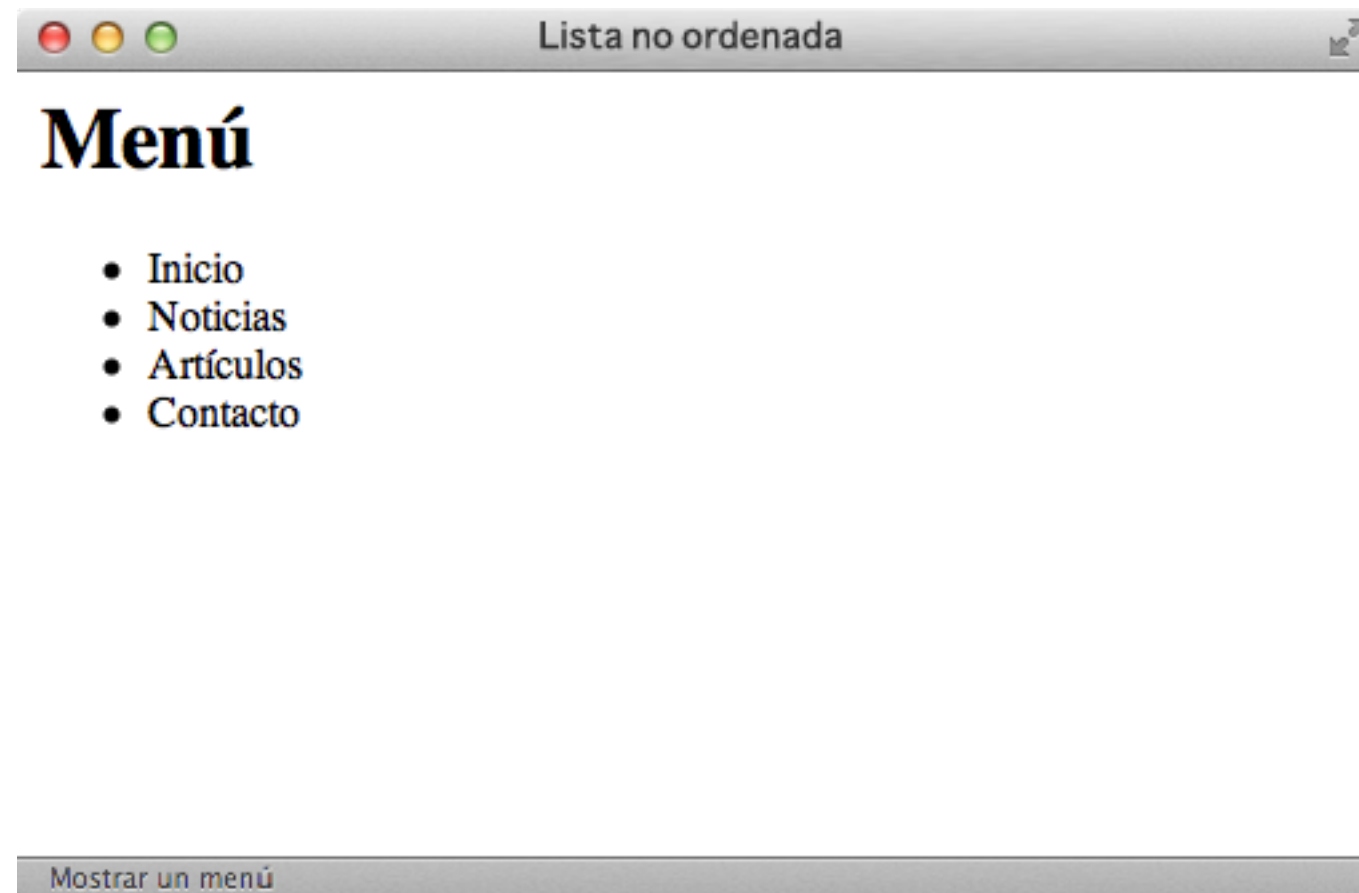 Lista no ordenada
Menú
Inicio
Noticias
Artículos
Contacto
Mostrar un menú